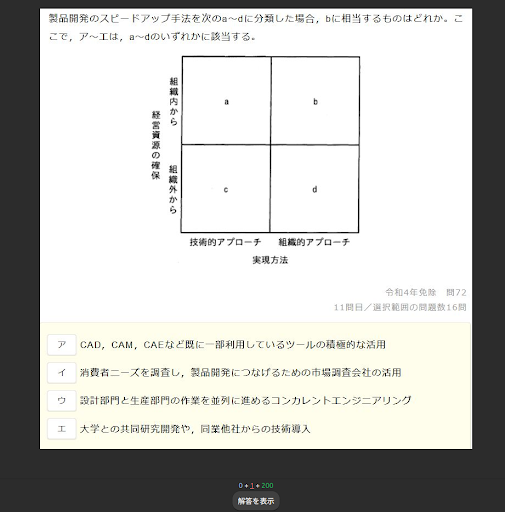 製品開発のスピードアップ手法を次のa～dに分類した場合，bに相当するものはどれか。こ
こで，ア～エは，a～dのいずれかに該当する。
経営資源の確保
組織内から
a
b
組織外から
c
d
技術的アプローチ 組織的アプローチ
実現方法
令和4年免除 問72
11問目／選択範囲の問題数16問
ア CAD，CAM，CAEなど既に一部利用しているツールの積極的な活用
イ 消費者ニーズを調査し，製品開発につなげるための市場調査会社の活用
ウ 設計部門と生産部門の作業を並列に進めるコンカレントエンジニアリング
エ 大学との共同研究開発や，同業他社からの技術導入
0 + 1 + 200
解答を表示